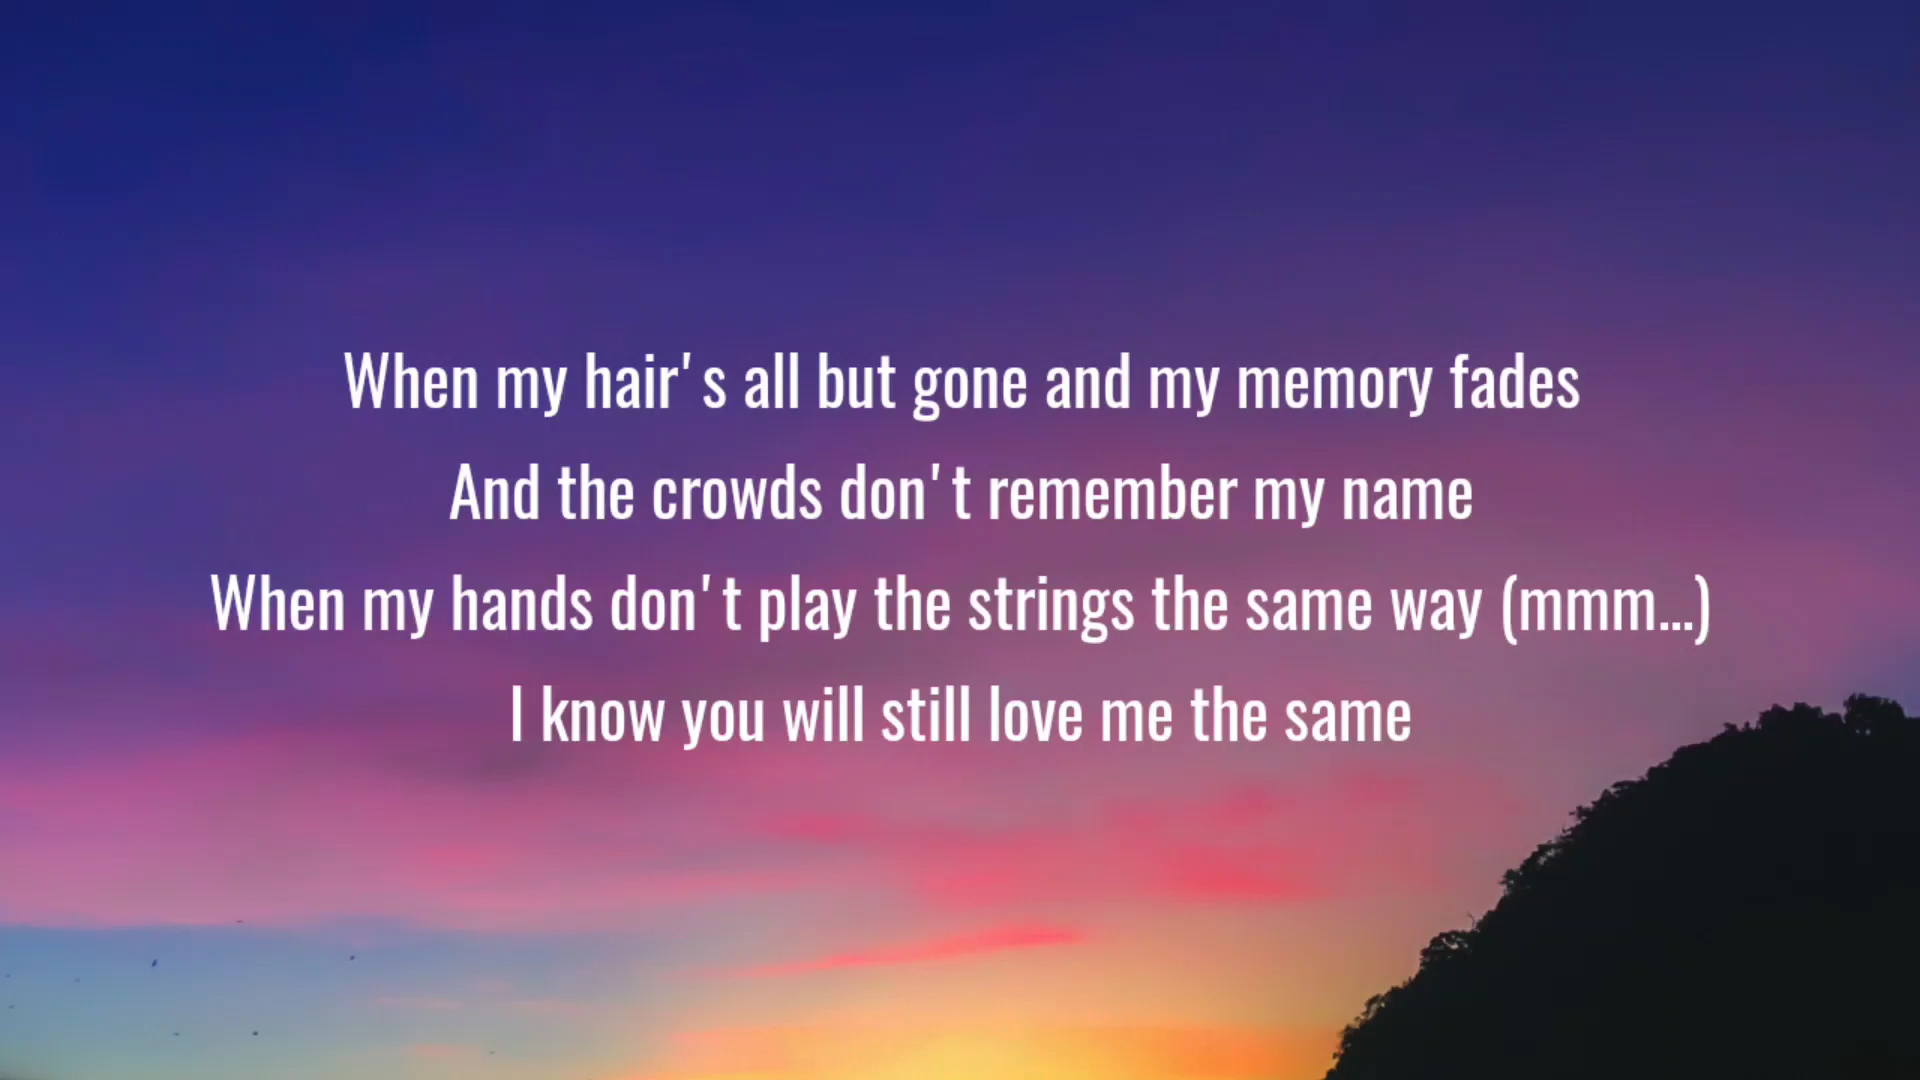 When my hair's all but gone and my memory fades
And the crowds don't remember my name
When my hands don't play the strings the same way (mmm...)
I know you will still love me the same